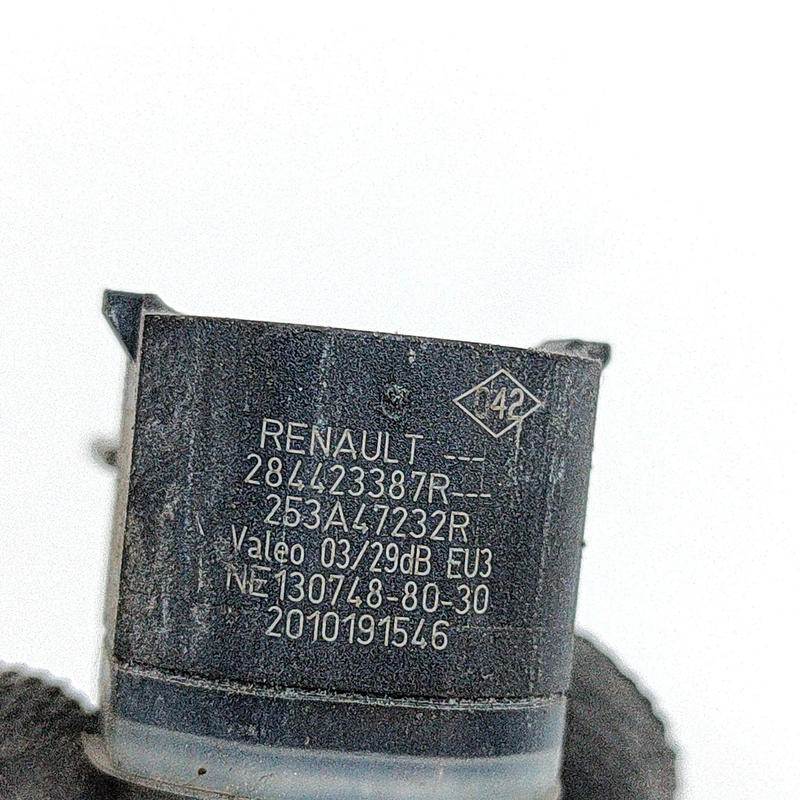 042
RENAULT ---
284423387R---
253A47232R
Valeo 03/29dB EU3
NE130748-80-30
2010191546